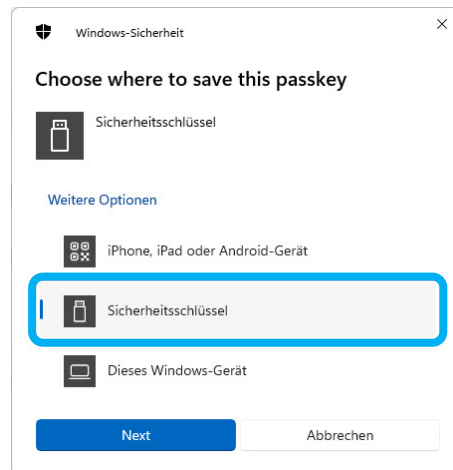 Windows-Sicherheit
Choose where to save this passkey
Sicherheitsschlüssel
Weitere Optionen
iPhone, iPad oder Android-Gerät
Sicherheitsschlüssel
Dieses Windows-Gerät
Next
Abbrechen